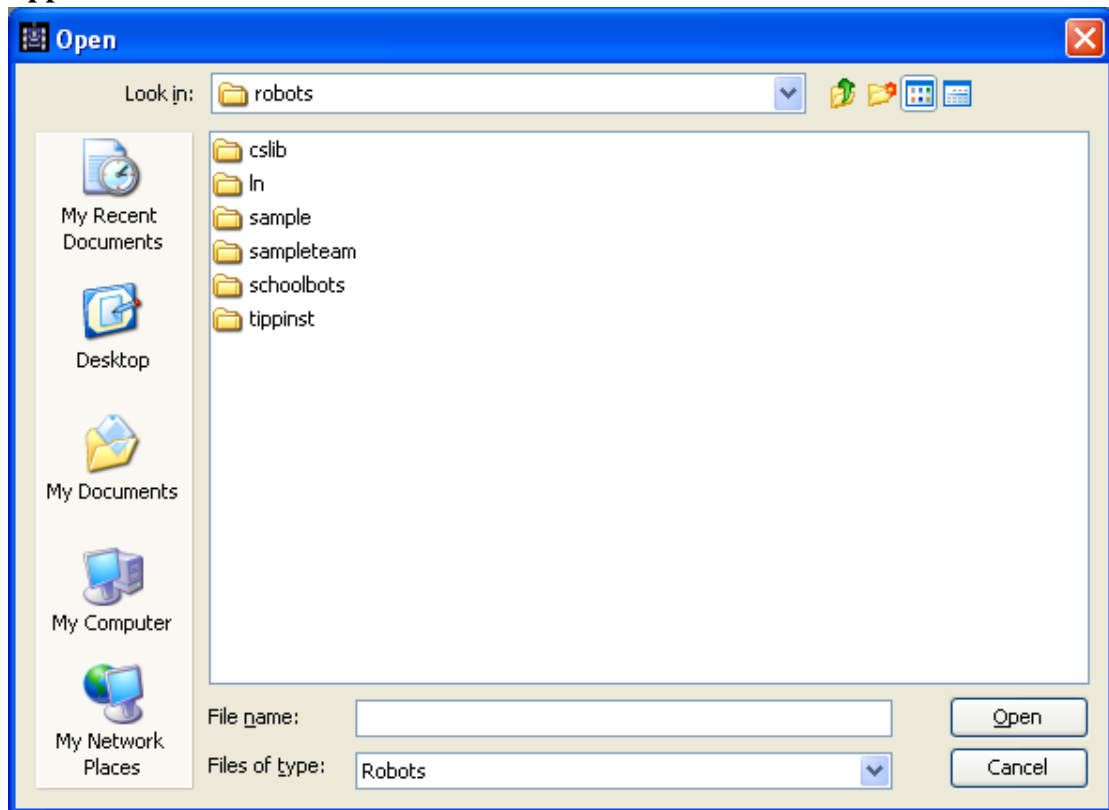 Open
Look in:
robots
cslib
ln
sample
sampleteam
schoolbots
tippinst
My Recent
Documents
Desktop
My Documents
My Computer
My Network
Places
File name:
Open
Files of type:
Robots
Cancel